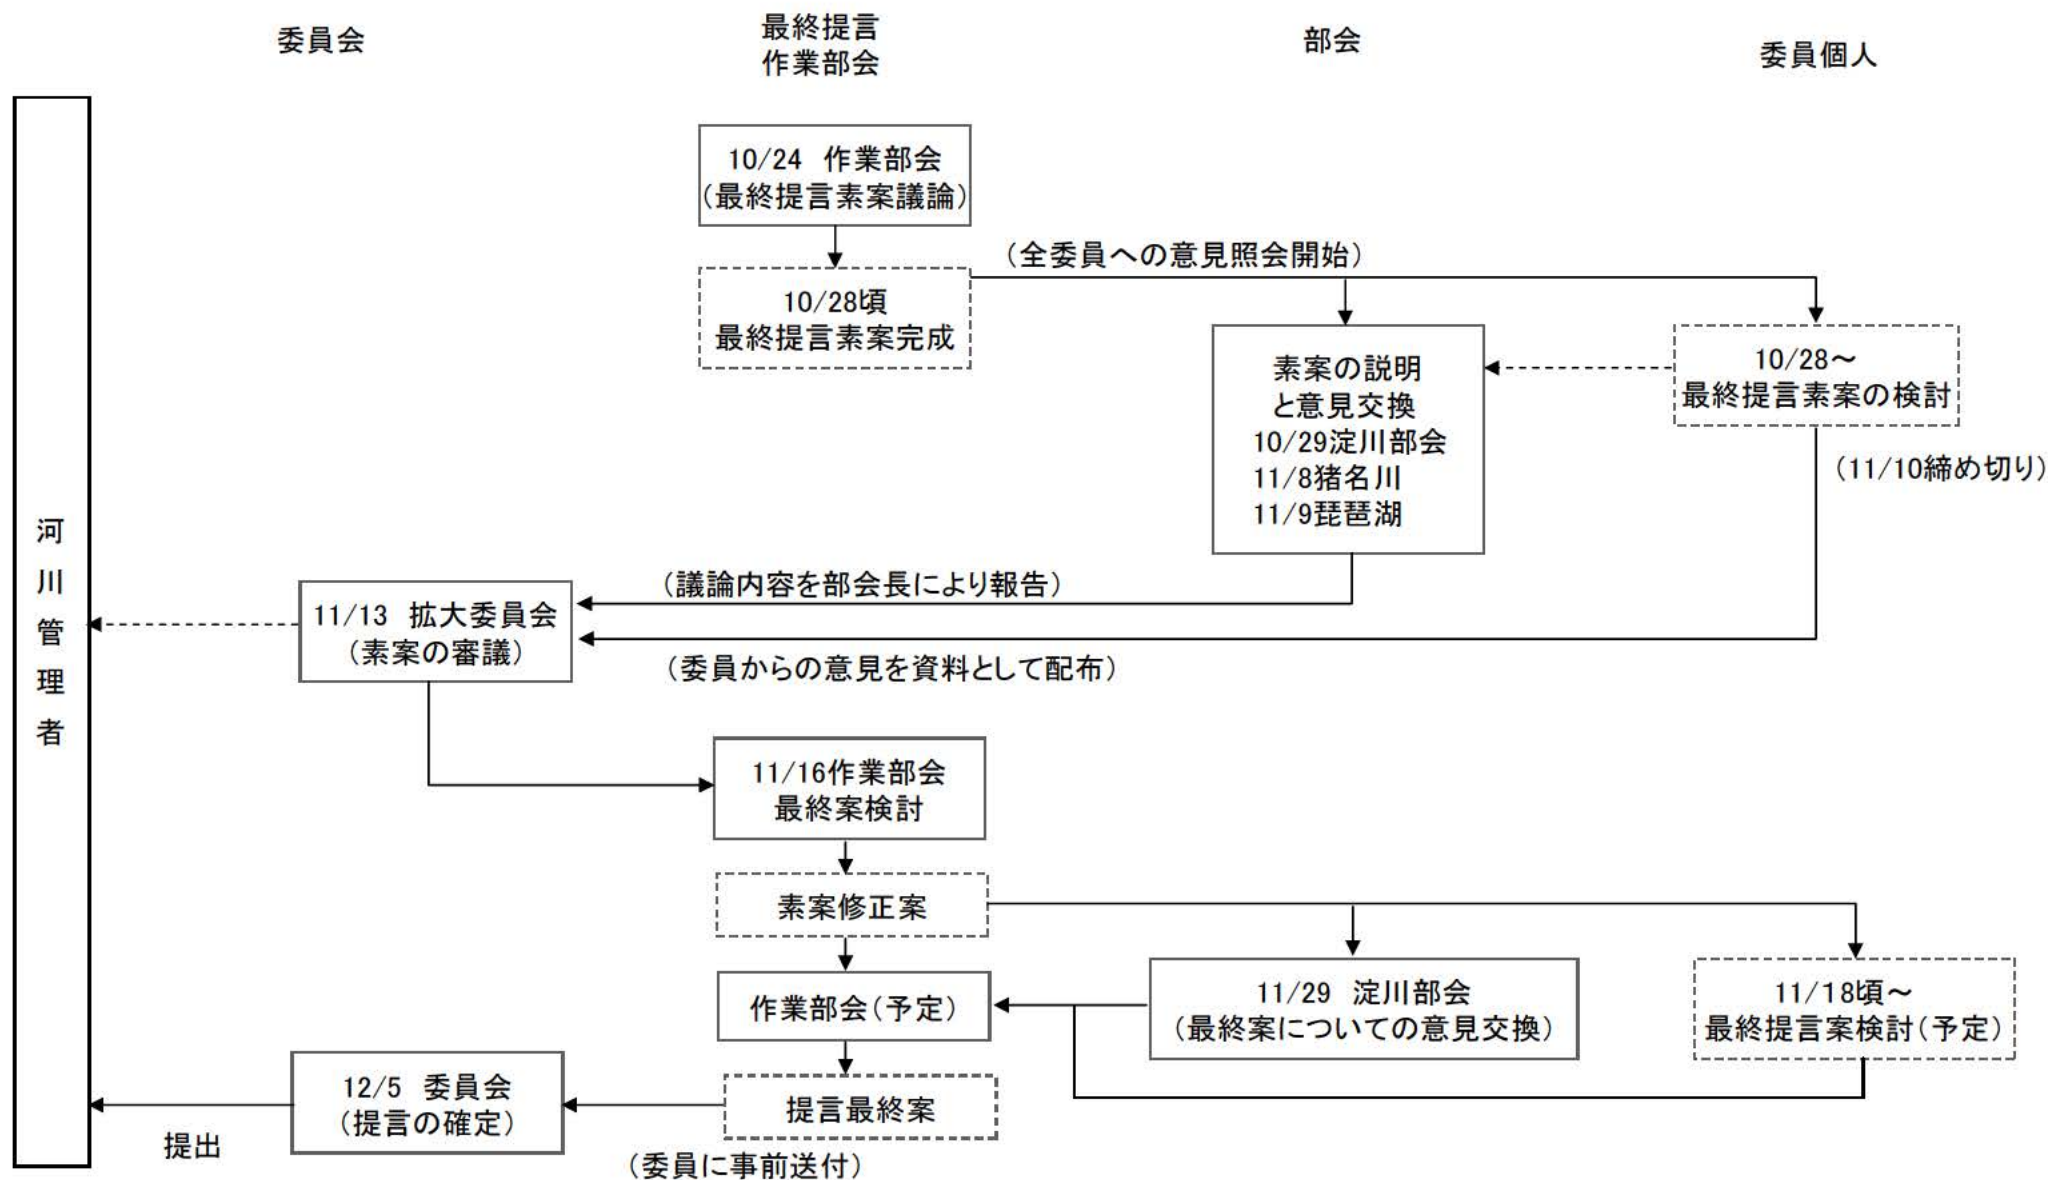 委員会
最終提言
作業部会
部会
委員個人
10/24 作業部会
(最終提言素案議論)
(全委員への意見照会開始)
10/28頃
最終提言素案完成
素案の説明
と意見交換
10/29淀川部会
11/8猪名川
11/9琵琶湖
10/28～
最終提言素案の検討
(11/10締め切り)
河川管理者
(議論内容を部会長により報告)
11/13 拡大委員会
(素案の審議)
(委員からの意見を資料として配布)
11/16作業部会
最終案検討
素案修正案
作業部会(予定)
11/29 淀川部会
(最終案についての意見交換)
11/18頃～
最終提言案検討(予定)
12/5 委員会
(提言の確定)
提言最終案
提出
(委員に事前送付)